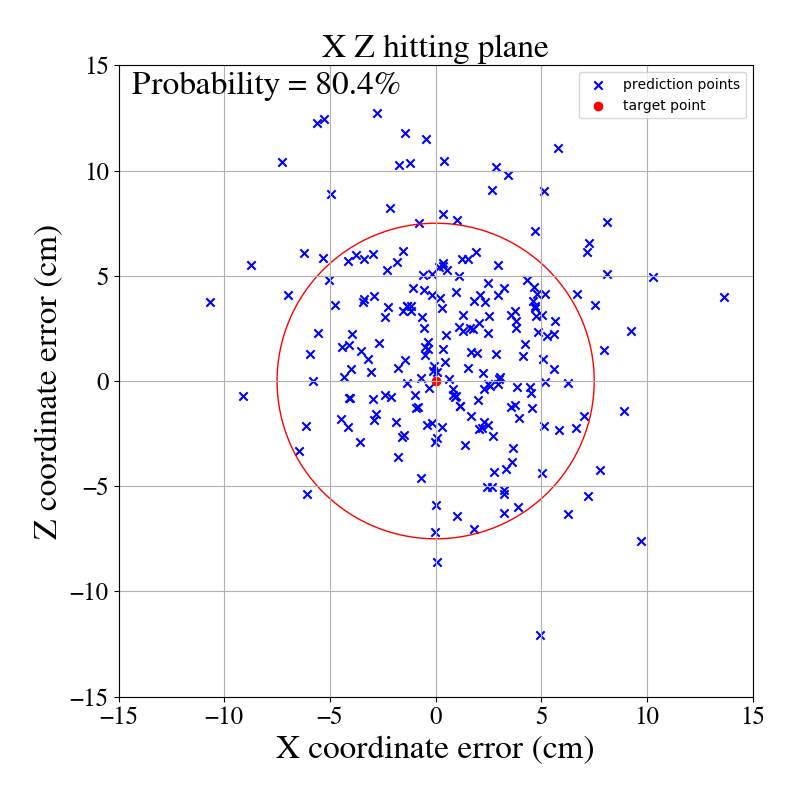 X Z hitting plane
Probability = 80.4%
prediction points
target point
Z coordinate error (cm)
15
10
5
0
−5
−10
−15
−15 −10 −5 0 5 10 15
X coordinate error (cm)